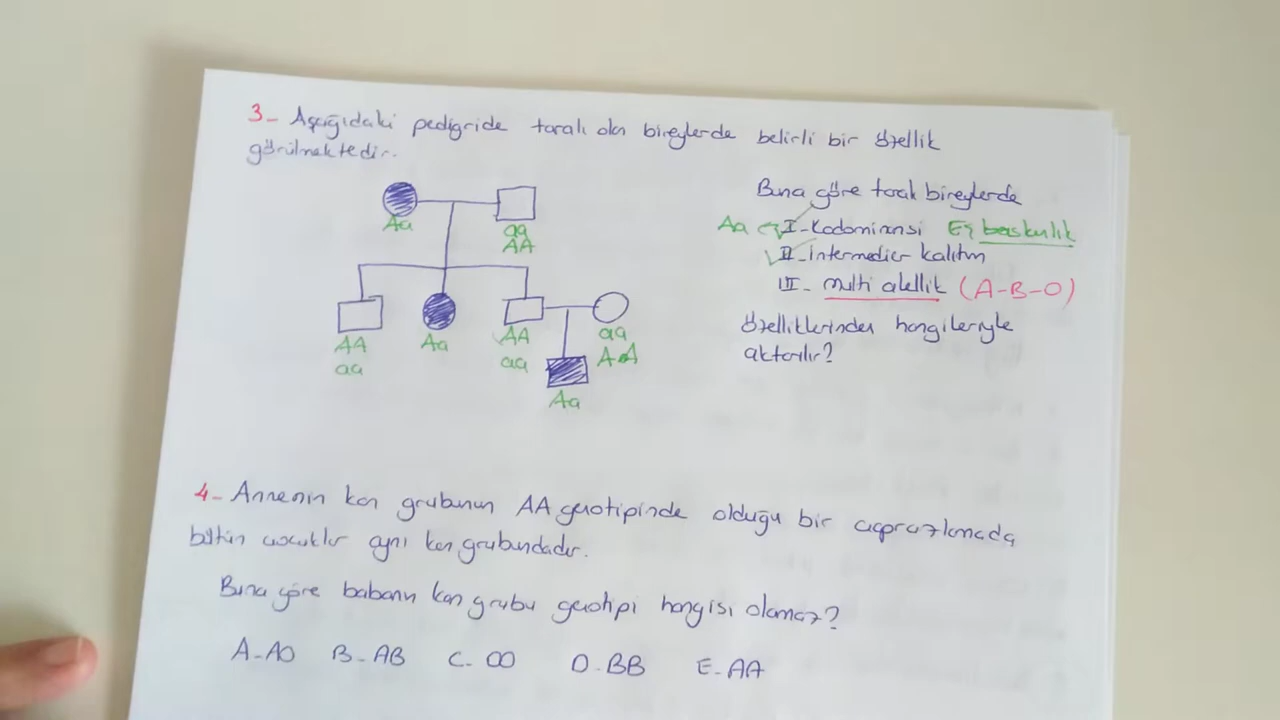 3- Aşağıdaki pedigride taralı olan bireylerde belirli bir özellik
görülmektedir.
Aa
aa
AA
AA
aa
Aa
AA
aa
aa
AA
Aa
Buna göre taralı bireylerde
Aa I- Kodominansi Eş baskınlık
II- intermedier kalıtım
III- multi alellik (A-B-O)
özelliklerinden hangileriyle
aktarılır?
4- Annenin kan grubunun AA genotipinde olduğu bir çaprazlamada
bütün çocuklar aynı kan grubundadır.
Buna göre babanın kan grubu genotipi hangisi olamaz?
A- AO B- AB C- OO D- BB E- AA